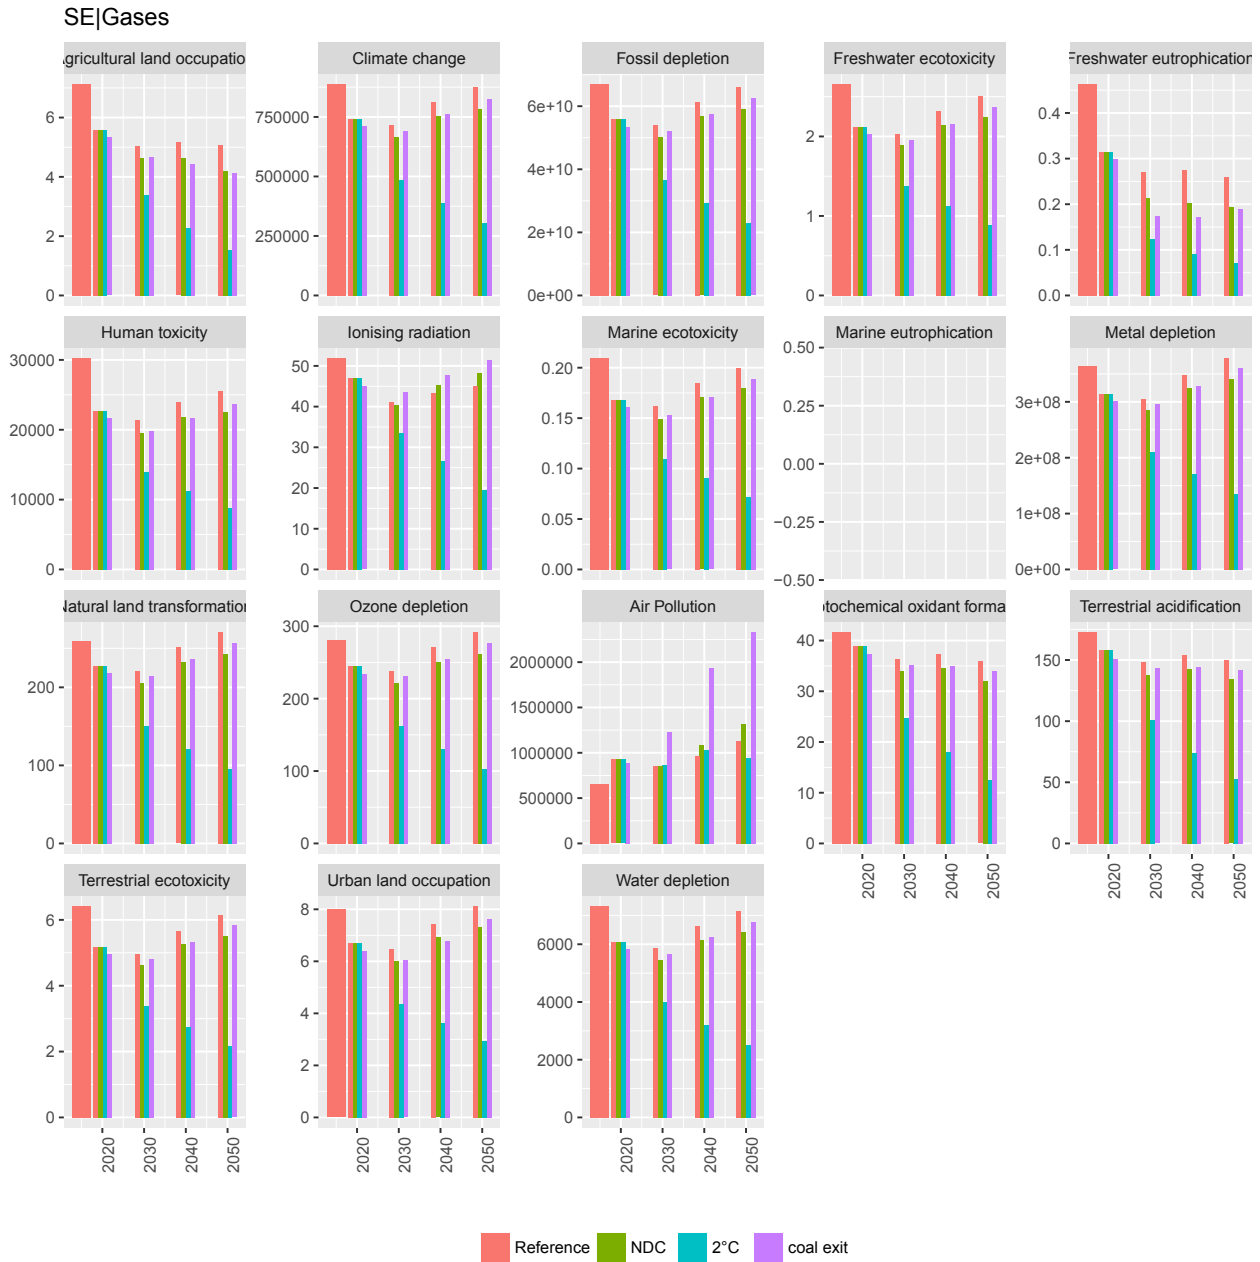 SE|Gases
Agricultural land occupation
Climate change
Fossil depletion
Freshwater ecotoxicity
Freshwater eutrophication
6
4
2
0
750000
500000
250000
0
6e+10
4e+10
2e+10
0e+00
2
1
0
0.4
0.3
0.2
0.1
0.0
Human toxicity
Ionising radiation
Marine ecotoxicity
Marine eutrophication
Metal depletion
30000
20000
10000
0
50
40
30
20
10
0
0.20
0.15
0.10
0.05
0.00
0.50
0.25
0.00
−0.25
−0.50
3e+08
2e+08
1e+08
0e+00
Natural land transformation
Ozone depletion
Air Pollution
otochemical oxidant forma
Terrestrial acidification
200
100
0
300
200
100
0
2000000
1500000
1000000
500000
0
40
30
20
10
0
150
100
50
0
2020
2030
2040
2050
2020
2030
2040
2050
Terrestrial ecotoxicity
Urban land occupation
Water depletion
6
4
2
0
8
6
4
2
0
6000
4000
2000
0
2020
2030
2040
2050
2020
2030
2040
2050
2020
2030
2040
2050
Reference
NDC
2°C
coal exit